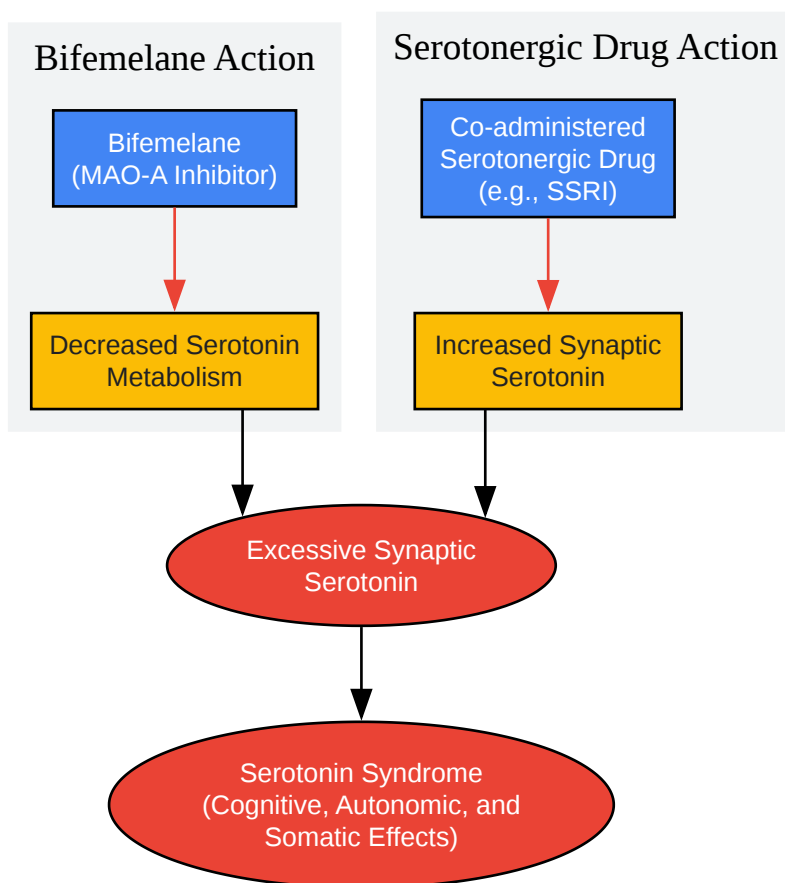 Bifemelane Action
Bifemelane
(MAO-A Inhibitor)
Decreased Serotonin
Metabolism
Serotonergic Drug Action
Co-administered
Serotonergic Drug
(e.g., SSRI)
Increased Synaptic
Serotonin
Excessive Synaptic
Serotonin
Serotonin Syndrome
(Cognitive, Autonomic, and
Somatic Effects)